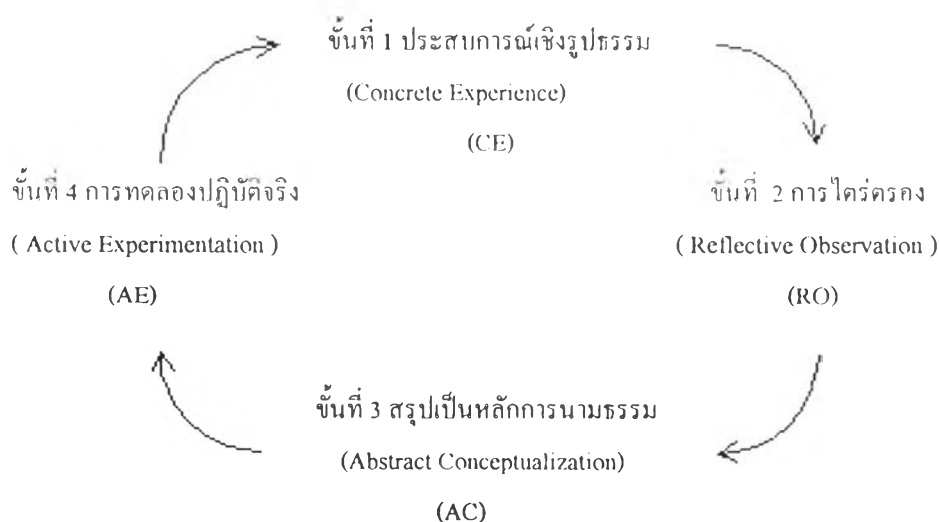 ขั้นที่ 1 ประสบการณ์เชิงรูปธรรม
(Concrete Experience)
(CE)
ขั้นที่ 2 การไตร่ตรอง
( Reflective Observation )
(RO)
ขั้นที่ 3 สรุปเป็นหลักการนามธรรม
(Abstract Conceptualization)
(AC)
ขั้นที่ 4 การทดลองปฏิบัติจริง
( Active Experimentation )
(AE)